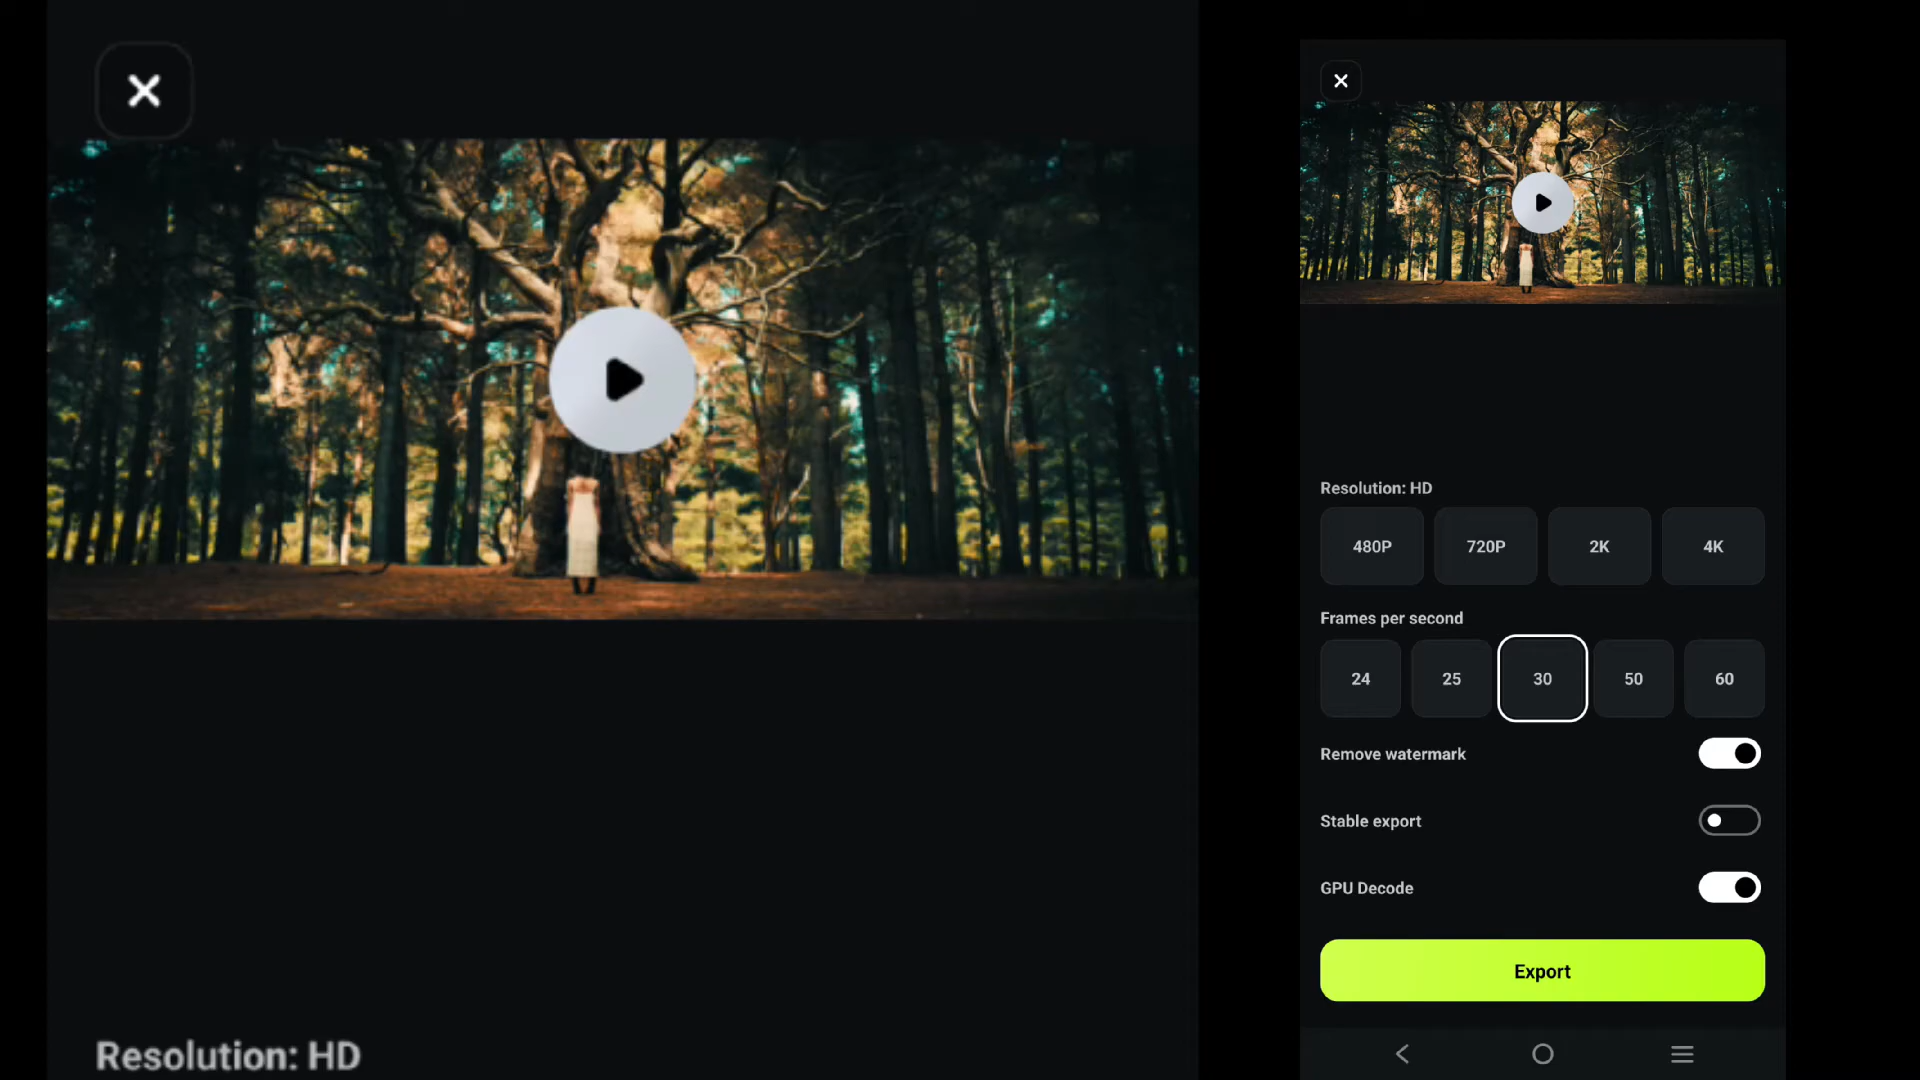 Resolution: HD
Resolution: HD
480P
720P
2K
4K
Frames per second
24
25
30
50
60
Remove watermark
Stable export
GPU Decode
Export